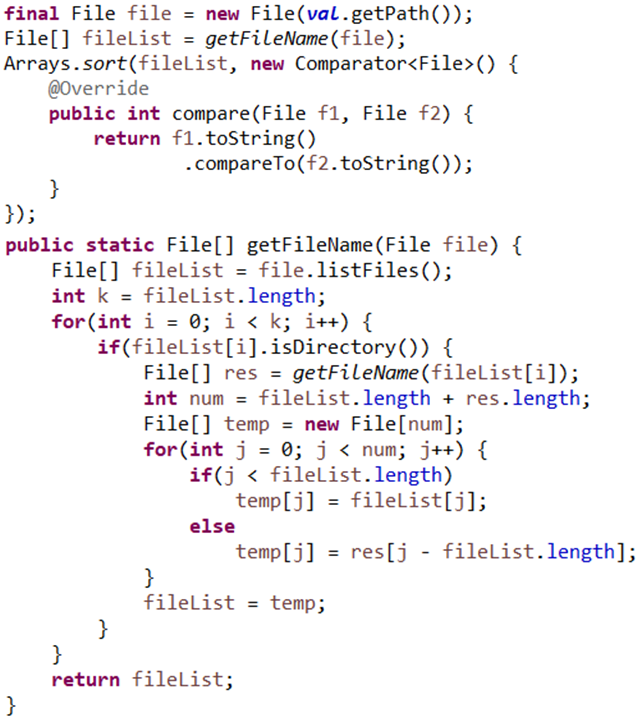 final File file = new File(val.getPath());
File[] fileList = getFileName(file);
Arrays.sort(fileList, new Comparator<File>() {
    @Override
    public int compare(File f1, File f2) {
        return f1.toString()
                .compareTo(f2.toString());
    }
});
public static File[] getFileName(File file) {
    File[] fileList = file.listFiles();
    int k = fileList.length;
    for(int i = 0; i < k; i++) {
        if(fileList[i].isDirectory()) {
            File[] res = getFileName(fileList[i]);
            int num = fileList.length + res.length;
            File[] temp = new File[num];
            for(int j = 0; j < num; j++) {
                if(j < fileList.length)
                    temp[j] = fileList[j];
                else
                    temp[j] = res[j - fileList.length];
            }
            fileList = temp;
        }
    }
    return fileList;
}